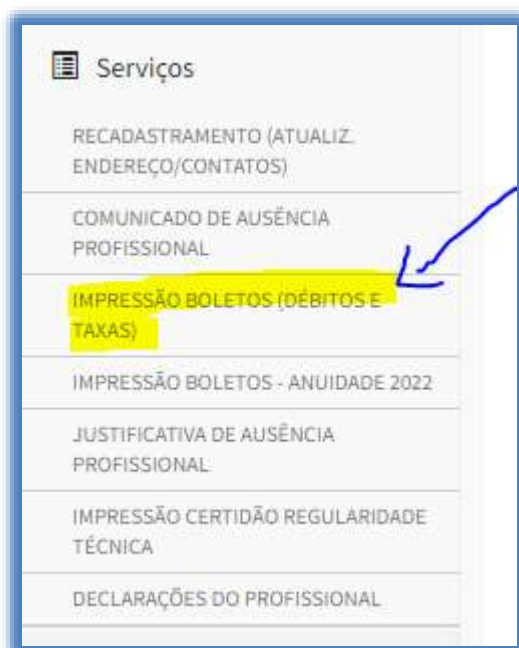 Serviços
RECADASTRAMENTO (ATUALIZ.
ENDEREÇO/CONTATOS)
COMUNICADO DE AUSÊNCIA
PROFISSIONAL
IMPRESSÃO BOLETOS (DÉBITOS E
TAXAS)
IMPRESSÃO BOLETOS - ANUIDADE 2022
JUSTIFICATIVA DE AUSÊNCIA
PROFISSIONAL
IMPRESSÃO CERTIDÃO REGULARIDADE
TÉCNICA
DECLARAÇÕES DO PROFISSIONAL